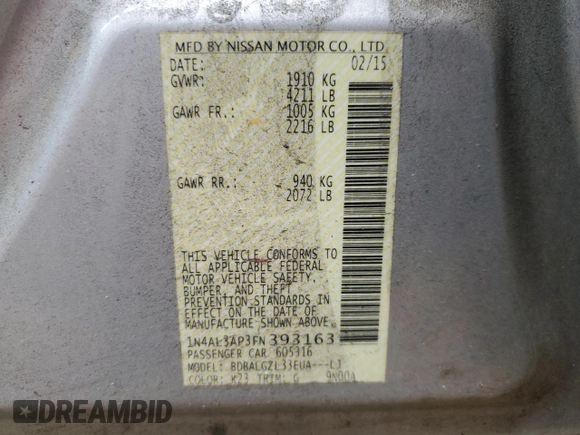 MFD BY NISSAN MOTOR CO., LTD.
DATE: 02/15
GVWR: 1910 KG
4211 LB
GAWR FR.: 1005 KG
2216 LB
GAWR RR.: 940 KG
2072 LB
THIS VEHICLE CONFORMS TO
ALL APPLICABLE FEDERAL
MOTOR VEHICLE SAFETY,
BUMPER, AND THEFT
PREVENTION STANDARDS IN
EFFECT ON THE DATE OF
MANUFACTURE SHOWN ABOVE.
1N4AL3AP3FN393163
PASSENGER CAR 605316
MODEL: BDBALGZL33EUA---LJ
COLOR: K23 TRIM: G 9N00A
DREAMBID